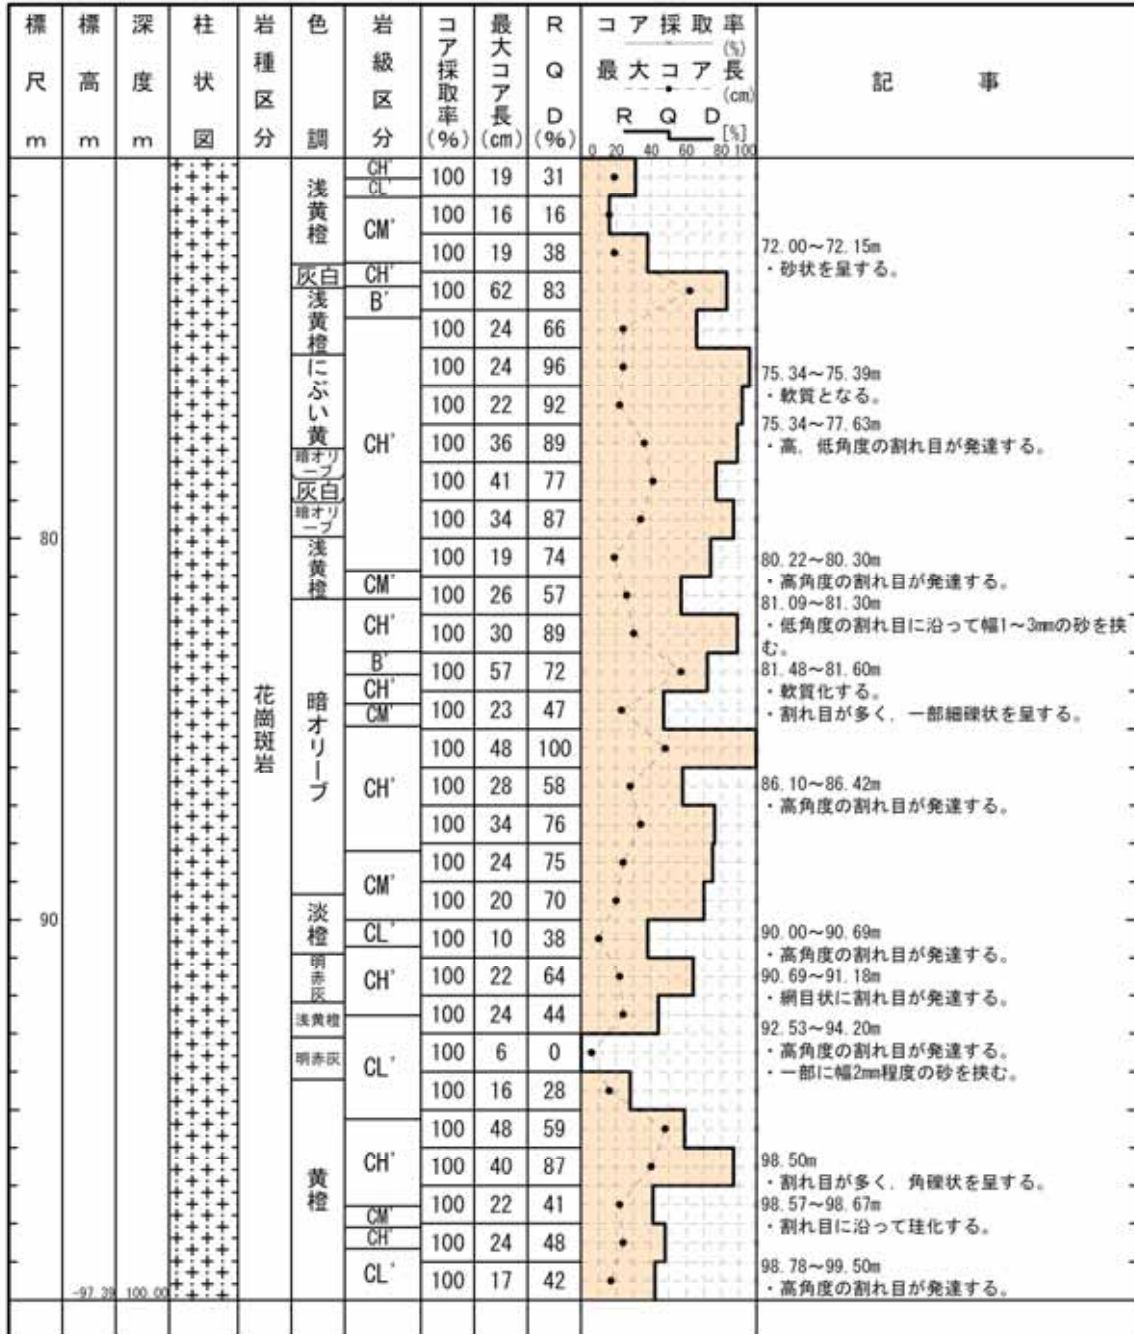 標尺 m
標高 m
深度 m
柱状図
岩種区分
色調
岩級区分
コア採取率(%)
最大コア長(cm)
RQD(%)
コア採取率(%)
最大コア長(cm)
RQD[%]
0 20 40 60 80 100
記事
80
90
-97.39 100.00
花崗斑岩
浅黄橙
灰白
浅黄橙
にぶい黄
暗オリーブ
灰白
暗オリーブ
浅黄橙
暗オリーブ
淡橙
明赤灰
浅黄橙
明赤灰
黄橙
CH'
CL'
CM'
CH'
B'
CH'
CM'
CH'
B'
CH'
CM'
CH'
CM'
CL'
CH'
CL'
CH'
CM'
CH'
CL'
100 19 31
100 16 16
100 19 38
100 62 83
100 24 66
100 24 96
100 22 92
100 36 89
100 41 77
100 34 87
100 19 74
100 26 57
100 30 89
100 57 72
100 23 47
100 48 100
100 28 58
100 34 76
100 24 75
100 20 70
100 10 38
100 22 64
100 24 44
100 6 0
100 16 28
100 48 59
100 40 87
100 22 41
100 24 48
100 17 42
72.00～72.15m
・砂状を呈する。
75.34～75.39m
・軟質となる。
75.34～77.63m
・高，低角度の割れ目が発達する。
80.22～80.30m
・高角度の割れ目が発達する。
81.09～81.30m
・低角度の割れ目に沿って幅1～3mmの砂を挟
む。
81.48～81.60m
・軟質化する。
・割れ目が多く，一部細礫状を呈する。
86.10～86.42m
・高角度の割れ目が発達する。
90.00～90.69m
・高角度の割れ目が発達する。
90.69～91.18m
・網目状に割れ目が発達する。
92.53～94.20m
・高角度の割れ目が発達する。
・一部に幅2mm程度の砂を挟む。
98.50m
・割れ目が多く，角礫状を呈する。
98.57～98.67m
・割れ目に沿って珪化する。
98.78～99.50m
・高角度の割れ目が発達する。